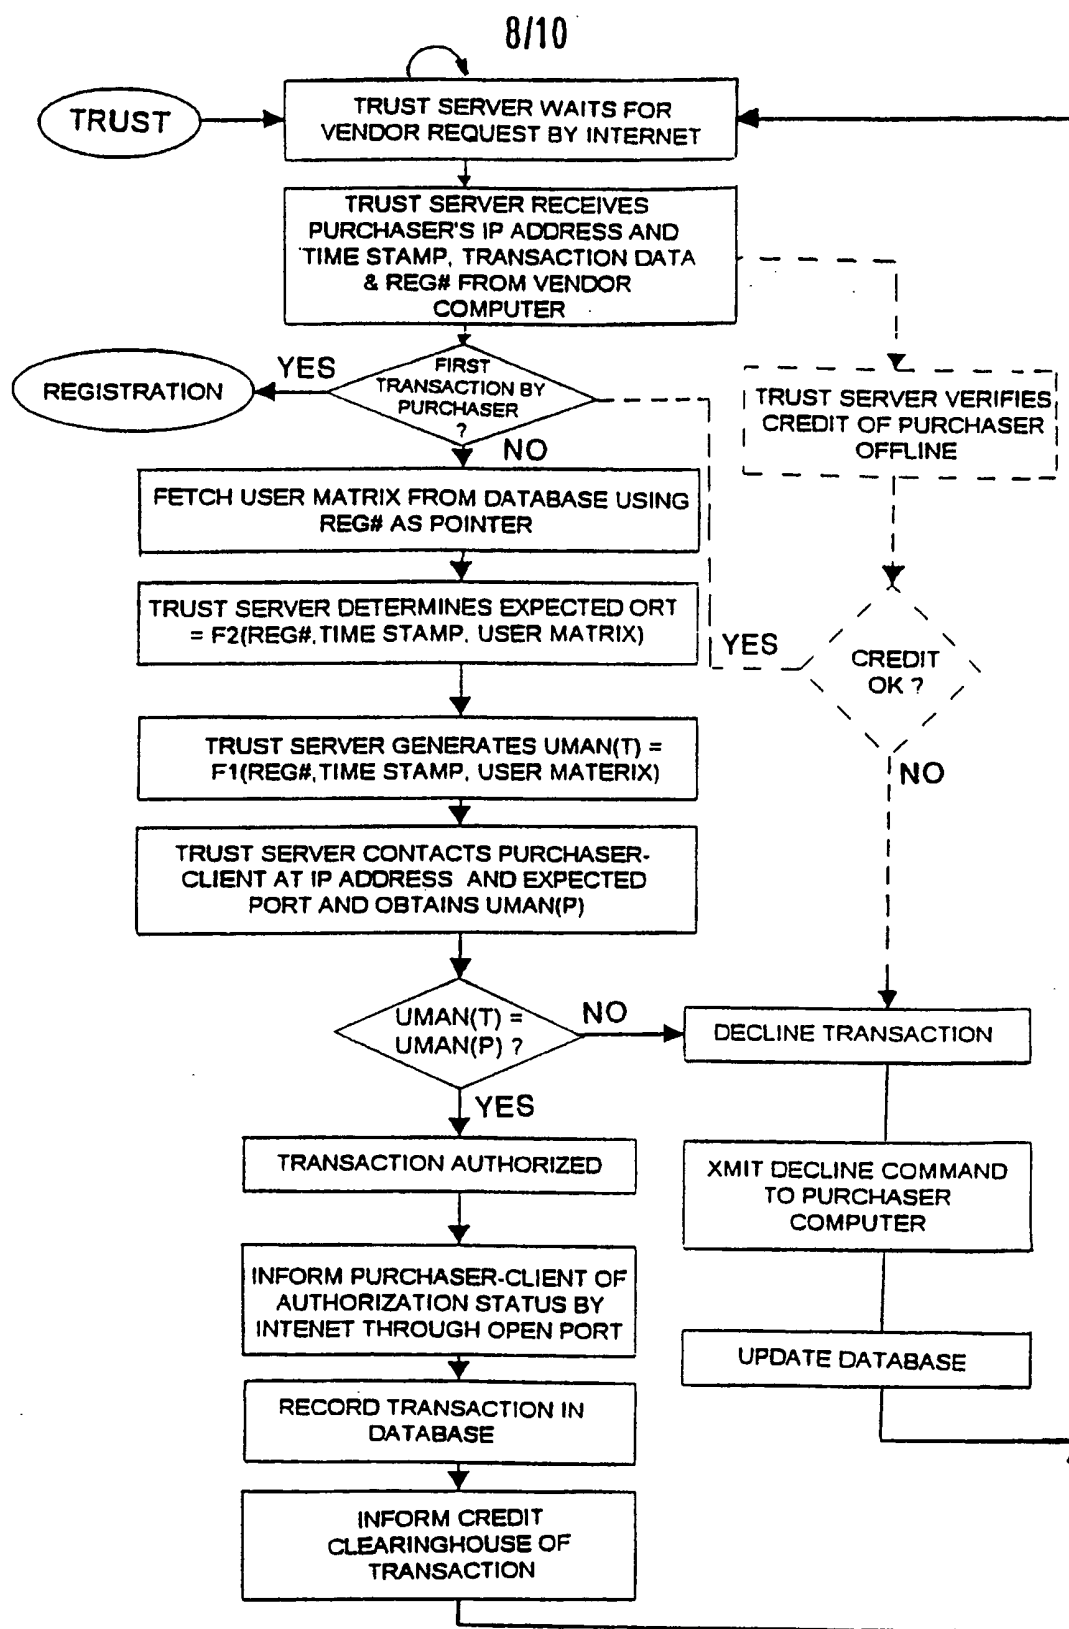 8/10
TRUST
TRUST SERVER WAITS FOR
VENDOR REQUEST BY INTERNET
TRUST SERVER RECEIVES
PURCHASER'S IP ADDRESS AND
TIME STAMP, TRANSACTION DATA
& REG# FROM VENDOR
COMPUTER
REGISTRATION
YES
FIRST
TRANSACTION BY
PURCHASER
?
NO
TRUST SERVER VERIFIES
CREDIT OF PURCHASER
OFFLINE
FETCH USER MATRIX FROM DATABASE USING
REG# AS POINTER
TRUST SERVER DETERMINES EXPECTED ORT
= F2(REG#,TIME STAMP, USER MATRIX)
YES
CREDIT
OK ?
NO
TRUST SERVER GENERATES UMAN(T) =
F1(REG#,TIME STAMP, USER MATERIX)
TRUST SERVER CONTACTS PURCHASER-
CLIENT AT IP ADDRESS AND EXPECTED
PORT AND OBTAINS UMAN(P)
UMAN(T) =
UMAN(P) ?
NO
DECLINE TRANSACTION
YES
TRANSACTION AUTHORIZED
XMIT DECLINE COMMAND
TO PURCHASER
COMPUTER
INFORM PURCHASER-CLIENT OF
AUTHORIZATION STATUS BY
INTENET THROUGH OPEN PORT
UPDATE DATABASE
RECORD TRANSACTION IN
DATABASE
INFORM CREDIT
CLEARINGHOUSE OF
TRANSACTION